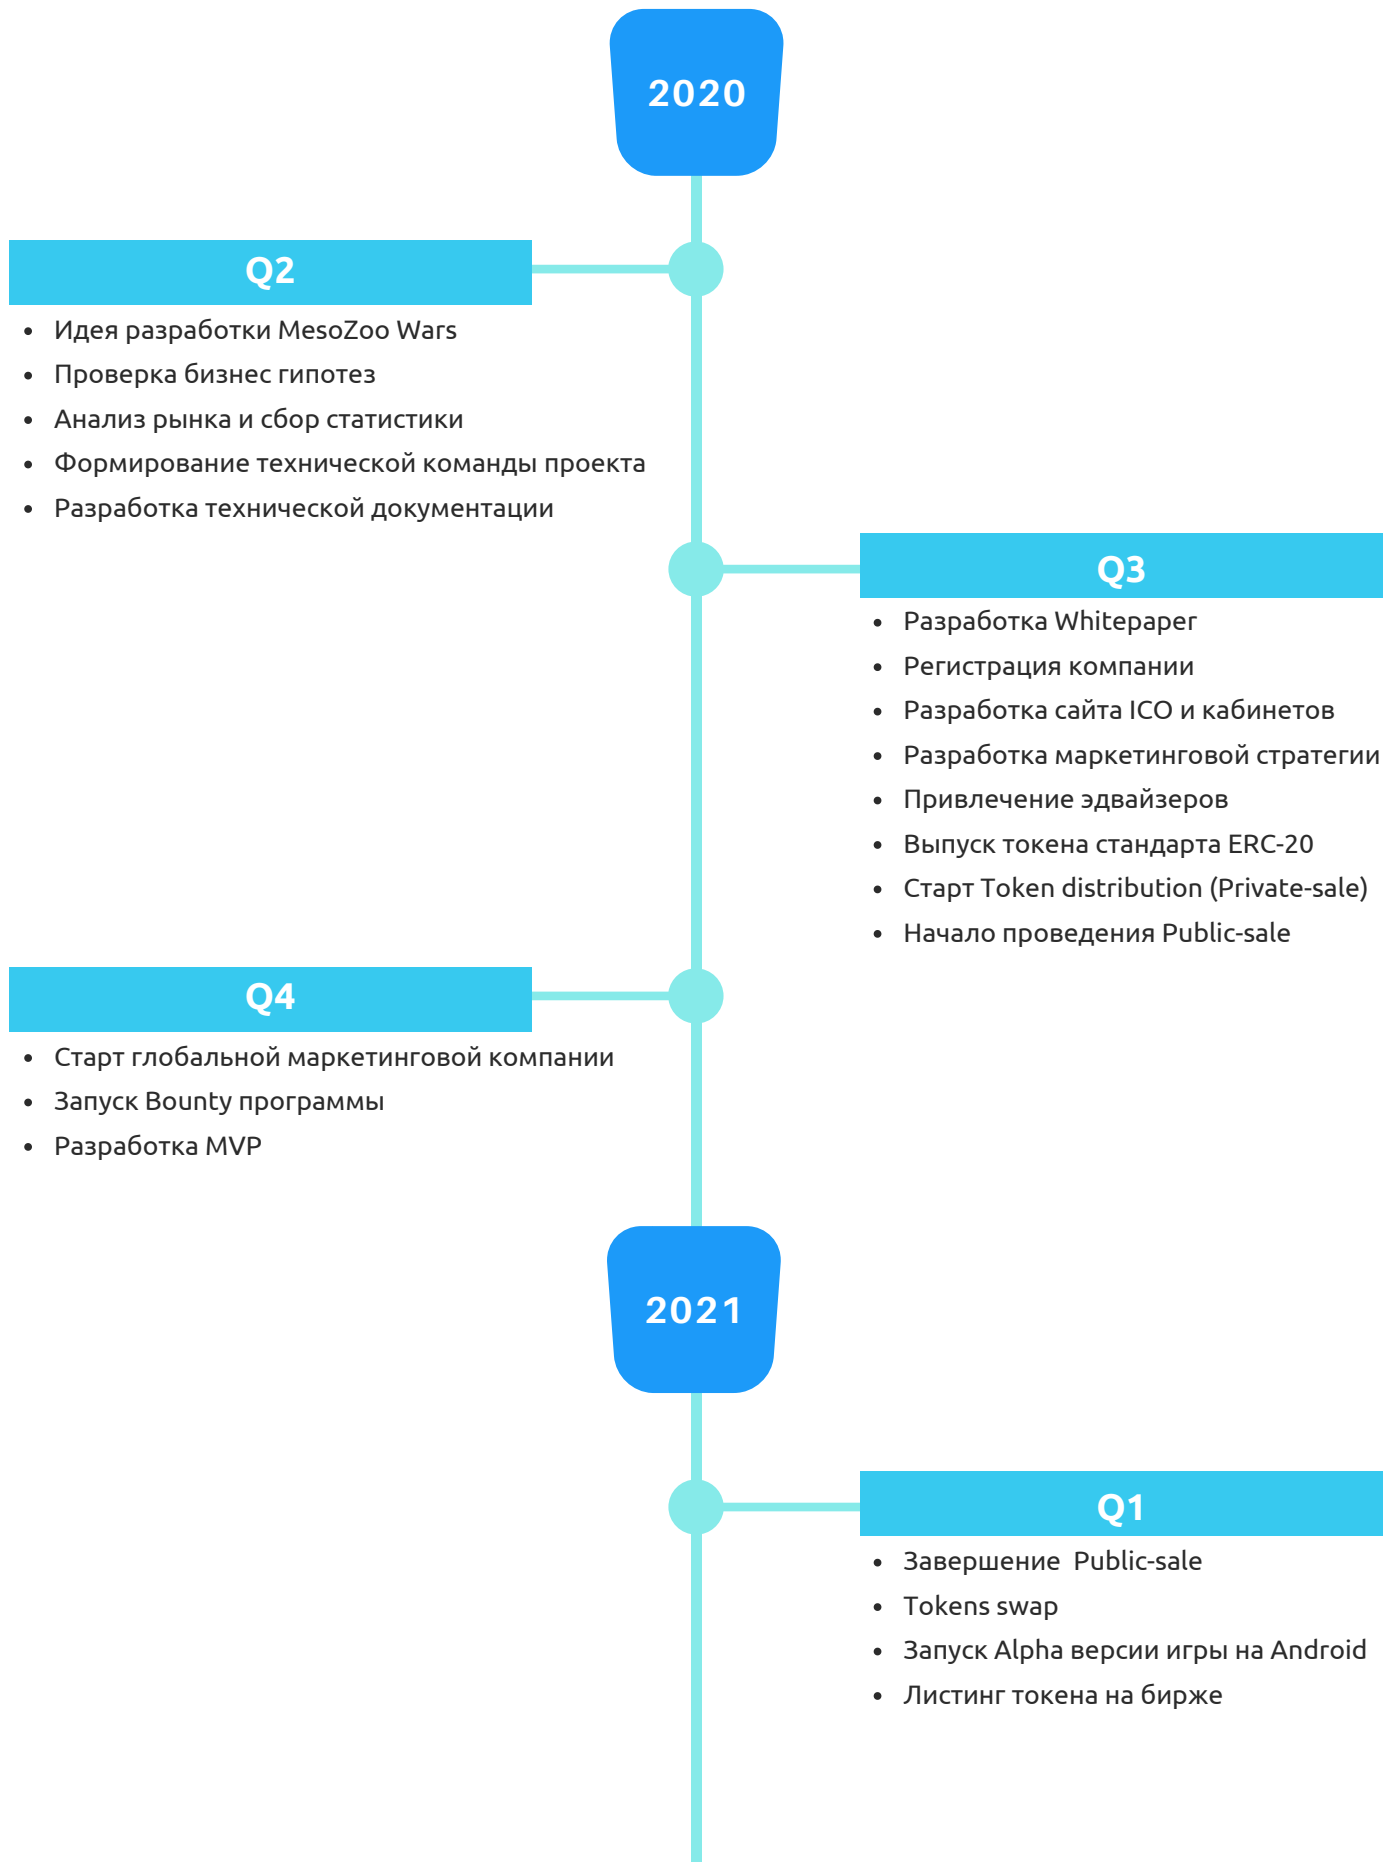 2020
Q2
• Идея разработки MesoZoo Wars
• Проверка бизнес гипотез
• Анализ рынка и сбор статистики
• Формирование технической команды проекта
• Разработка технической документации
Q3
• Разработка Whitepaper
• Регистрация компании
• Разработка сайта ICO и кабинетов
• Разработка маркетинговой стратегии
• Привлечение эдвайзеров
• Выпуск токена стандарта ERC-20
• Старт Token distribution (Private-sale)
• Начало проведения Public-sale
Q4
• Старт глобальной маркетинговой компании
• Запуск Bounty программы
• Разработка MVP
2021
Q1
• Завершение  Public-sale
• Tokens swap
• Запуск Alpha версии игры на Android
• Листинг токена на бирже